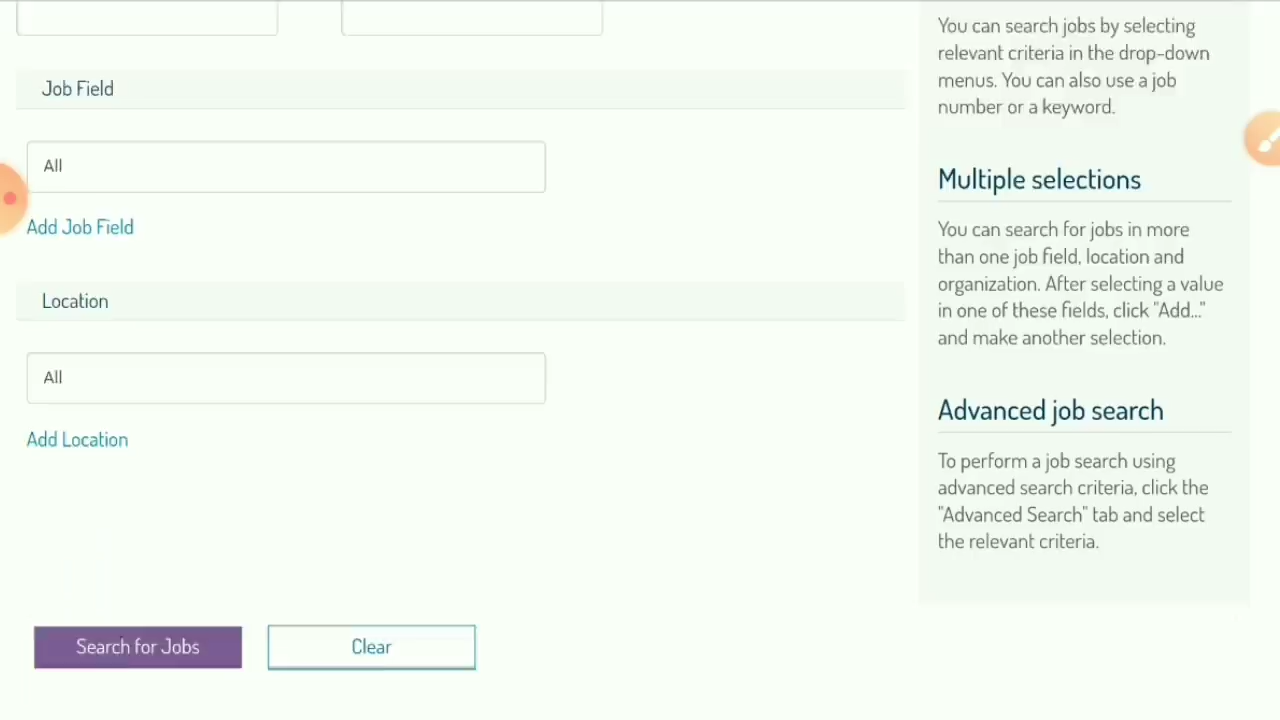 Job Field
All
Add Job Field
Location
All
Add Location
Search for Jobs
Clear
You can search jobs by selecting
relevant criteria in the drop-down
menus. You can also use a job
number or a keyword.
Multiple selections
You can search for jobs in more
than one job field, location and
organization. After selecting a value
in one of these fields, click "Add..."
and make another selection.
Advanced job search
To perform a job search using
advanced search criteria, click the
"Advanced Search" tab and select
the relevant criteria.